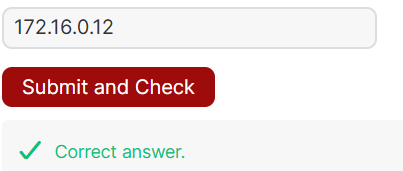 172.16.0.12
Submit and Check
Correct answer.